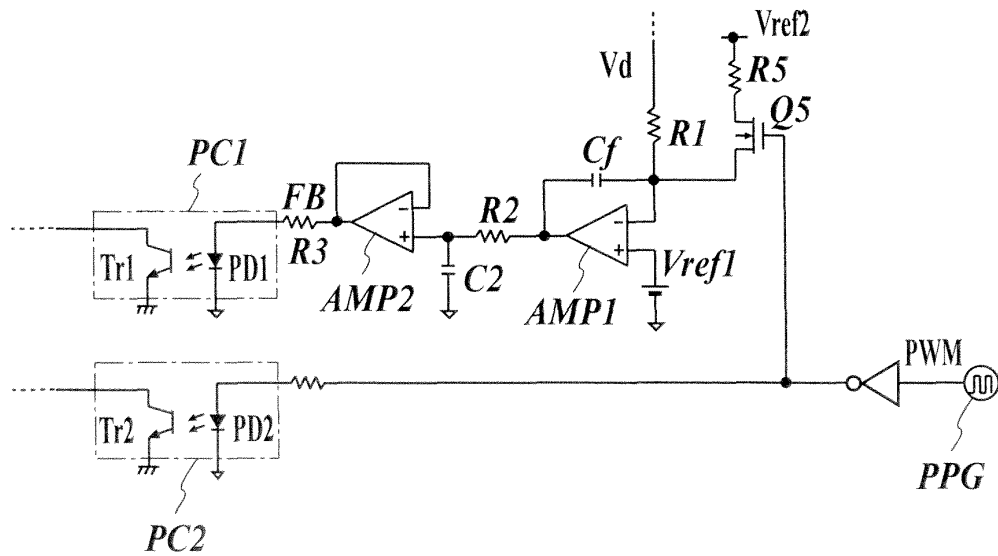 Vref2
Vd
R5
Q5
R1
Cf
PC1
FB
R2
R3
Tr1
PD1
C2
Vref1
AMP2
AMP1
PWM
Tr2
PD2
PPG
PC2